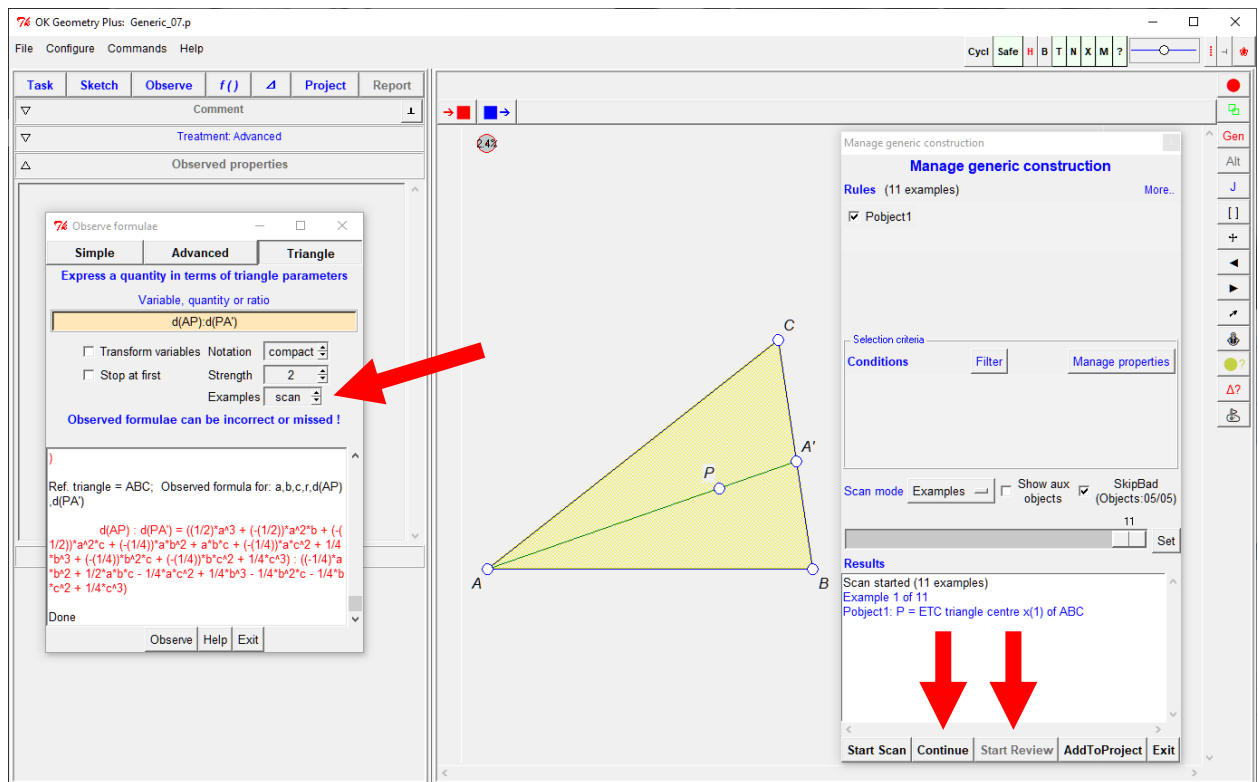 OK Geometry Plus: Generic_07.p
File Configure Commands Help
Cycl Safe H B T N X M ?
Task Sketch Observe f ( ) Project Report
Comment
Treatment: Advanced
Observed properties
Observe formulae
Simple Advanced Triangle
Express a quantity in terms of triangle parameters
Variable, quantity or ratio
d(AP):d(PA')
Transform variables Notation compact
Stop at first Strength 2
Examples scan
Observed formulae can be incorrect or missed !
)
Ref. triangle = ABC; Observed formula for: a,b,c,r,d(AP)
,d(PA')
d(AP) : d(PA') = ((1/2)*a^3 + (-(1/2))*a^2*b + (-(
1/2))*a^2*c + (-(1/4))*a*b^2 + a*b*c + (-(1/4))*a*c^2 + 1/4
*b^3 + (-(1/4))*b^2*c + (-(1/4))*b*c^2 + 1/4*c^3) : ((-1/4)*a
*b^2 + 1/2*a*b*c - 1/4*a*c^2 + 1/4*b^3 - 1/4*b^2*c - 1/4*b
*c^2 + 1/4*c^3)
Done
Observe Help Exit
2.4%
C
A'
P
A
B
Manage generic construction
Manage generic construction
Rules (11 examples) More..
Pobject1
Selection criteria
Conditions Filter Manage properties
Scan mode Examples Show aux objects SkipBad (Objects:05/05)
11
Set
Results
Scan started (11 examples)
Example 1 of 11
Pobject1: P = ETC triangle centre x(1) of ABC
Start Scan Continue Start Review AddToProject Exit
Gen
Alt
J
[ ]
?
Δ?